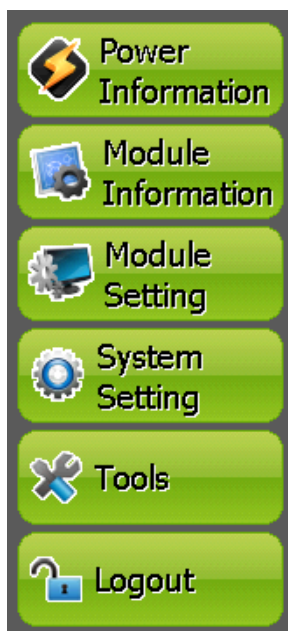 Power
Information
Module
Information
Module
Setting
System
Setting
Tools
Logout